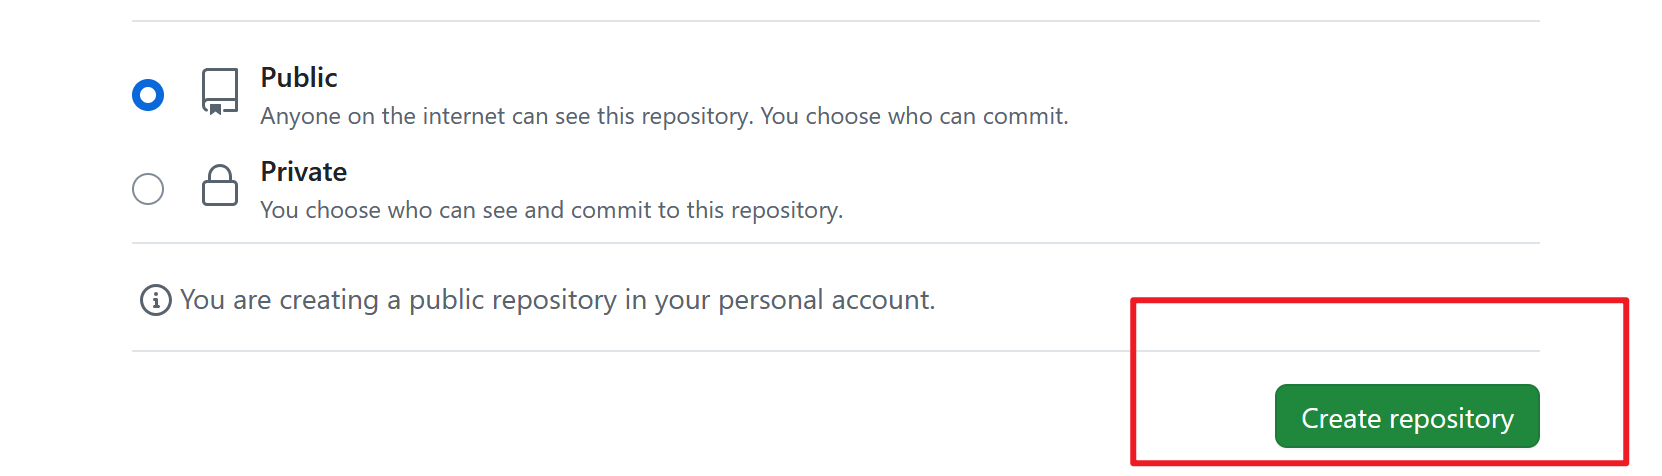 Public
Anyone on the internet can see this repository. You choose who can commit.
Private
You choose who can see and commit to this repository.
You are creating a public repository in your personal account.
Create repository